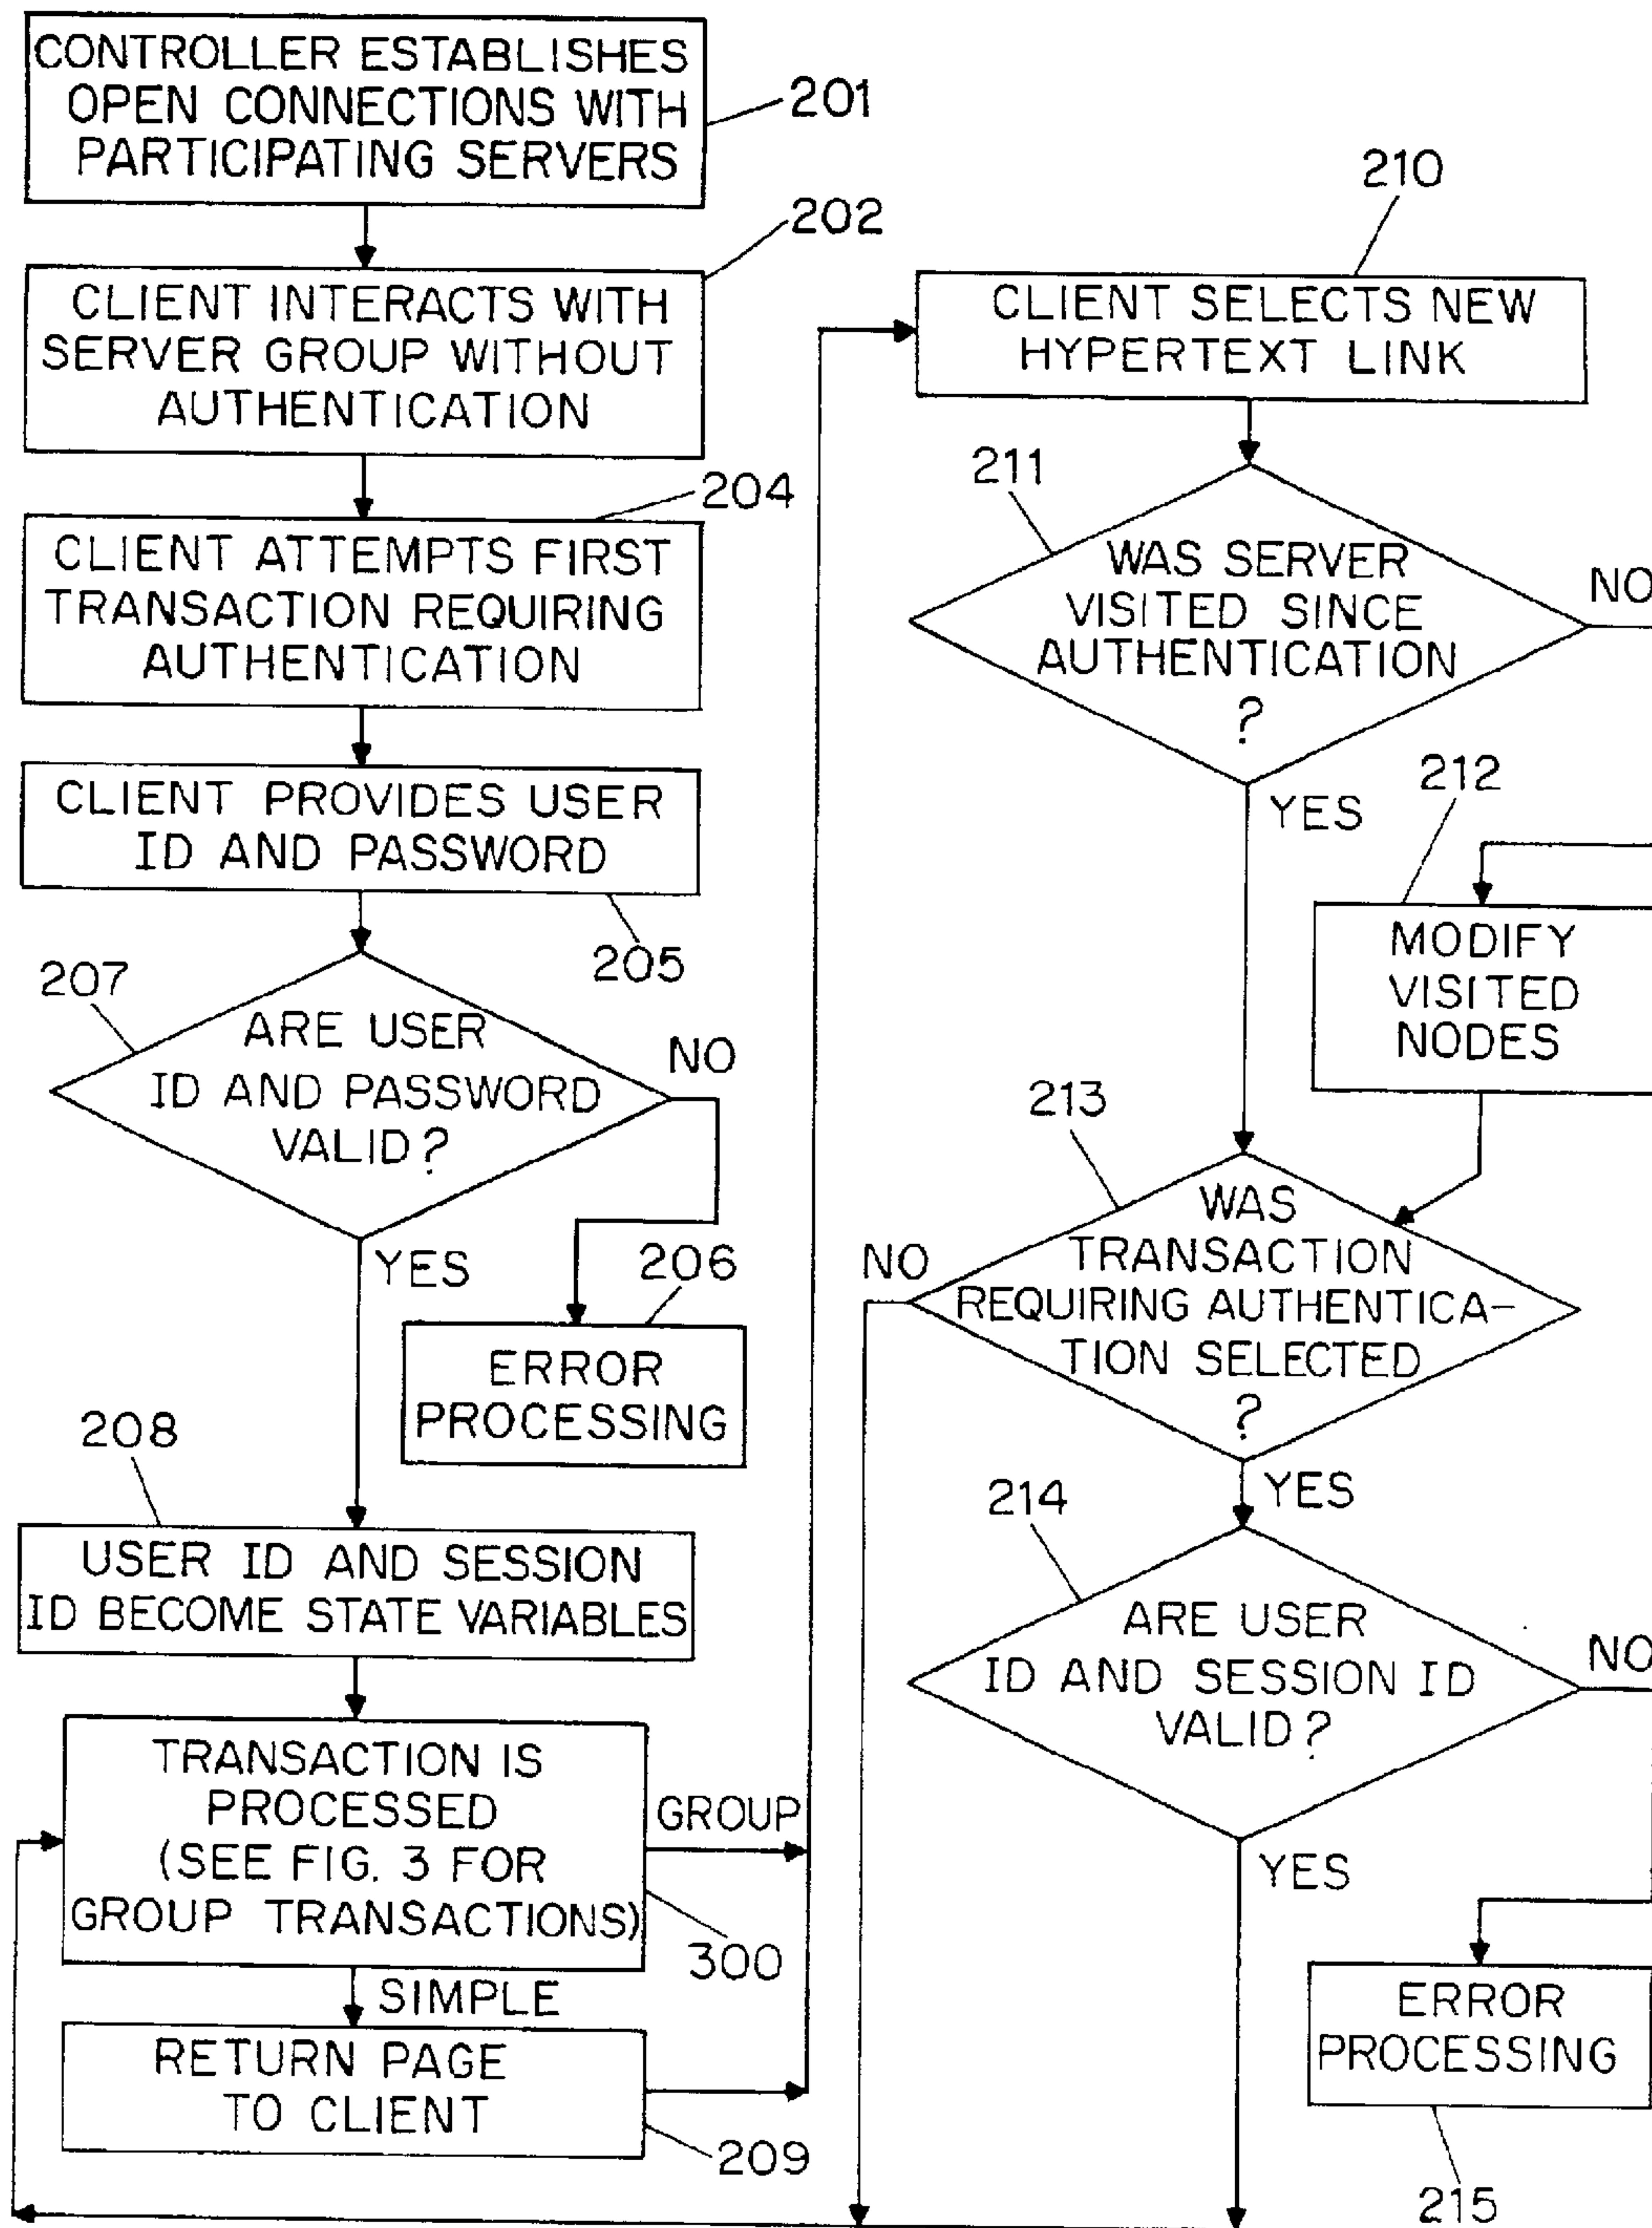 CONTROLLER ESTABLISHES
OPEN CONNECTIONS WITH
PARTICIPATING SERVERS
201
202
CLIENT INTERACTS WITH
SERVER GROUP WITHOUT
AUTHENTICATION
204
CLIENT ATTEMPTS FIRST
TRANSACTION REQUIRING
AUTHENTICATION
CLIENT PROVIDES USER
ID AND PASSWORD
205
207
ARE USER
ID AND PASSWORD
VALID?
NO
YES
206
ERROR
PROCESSING
208
USER ID AND SESSION
ID BECOME STATE VARIABLES
TRANSACTION IS
PROCESSED
(SEE FIG. 3 FOR
GROUP TRANSACTIONS)
GROUP
300
SIMPLE
RETURN PAGE
TO CLIENT
209
210
CLIENT SELECTS NEW
HYPERTEXT LINK
211
WAS SERVER
VISITED SINCE
AUTHENTICATION
?
NO
YES
212
MODIFY
VISITED
NODES
213
WAS
TRANSACTION
REQUIRING AUTHENTICA-
TION SELECTED
?
NO
YES
214
ARE USER
ID AND SESSION ID
VALID?
NO
YES
ERROR
PROCESSING
215